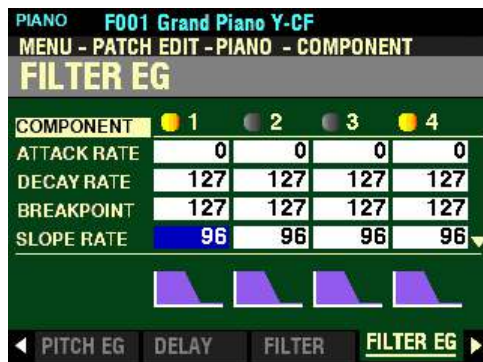 PIANO F001 Grand Piano Y-CF
MENU - PATCH EDIT - PIANO - COMPONENT
FILTER EG
COMPONENT 1 2 3 4
ATTACK RATE 0 0 0 0
DECAY RATE 127 127 127 127
BREAKPOINT 127 127 127 127
SLOPE RATE 96 96 96 96
PITCH EG DELAY FILTER FILTER EG